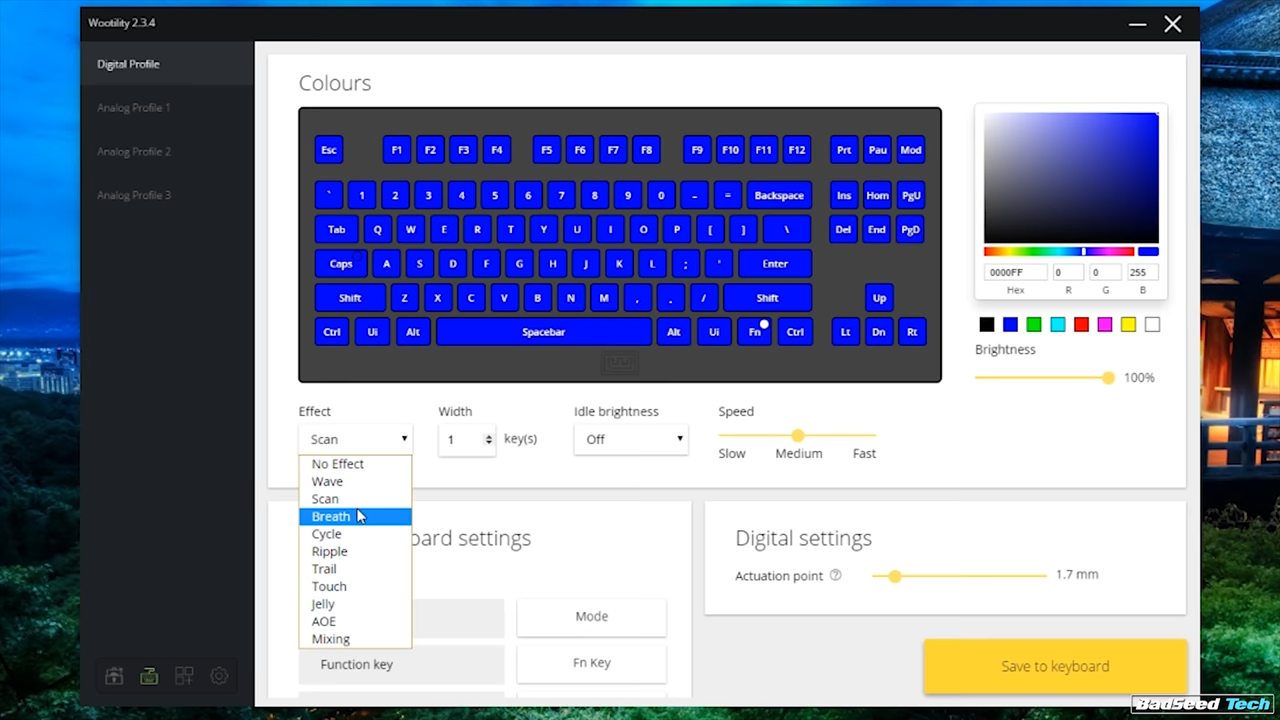 Wootility 2.3.4
Digital Profile
Analog Profile 1
Analog Profile 2
Analog Profile 3
Colours
Esc F1 F2 F3 F4 F5 F6 F7 F8 F9 F10 F11 F12 Prt Pau Mod
` 1 2 3 4 5 6 7 8 9 0 - = Backspace Ins Hom PgU
Tab Q W E R T Y U I O P [ ] \ Del End PgD
Caps A S D F G H J K L ; ' Enter
Shift Z X C V B N M , . / Shift Up
Ctrl Ui Alt Spacebar Alt Ui Fn Ctrl Lt Dn Rt
0000FF 0 0 255
Hex R G B
Brightness
100%
Effect Width Idle brightness Speed
Scan 1 key(s) Off
Slow Medium Fast
No Effect
Wave
Scan
Breath
Cycle
Ripple
Trail
Touch
Jelly
AOE
Mixing
board settings
Mode
Function key Fn Key
Digital settings
Actuation point ? 1.7 mm
Save to keyboard
BadSeed Tech